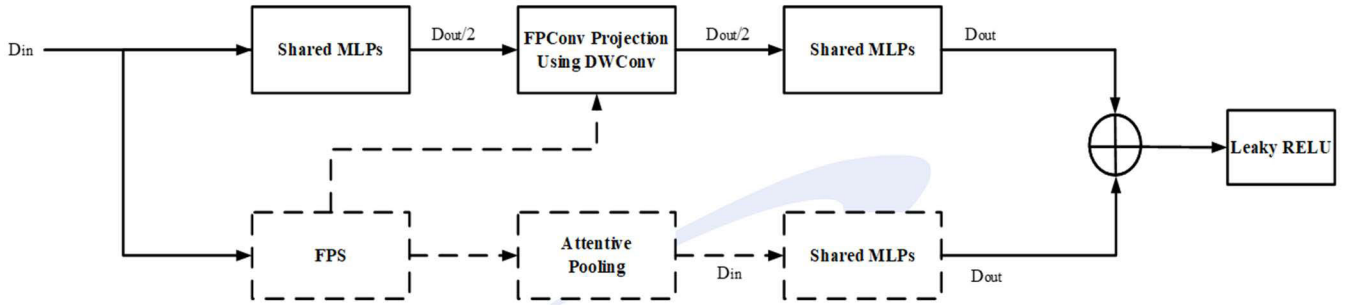 Din
Shared MLPs
Dout/2
FPConv Projection
Using DWConv
Dout/2
Shared MLPs
Dout
Leaky RELU
FPS
Attentive
Pooling
Din
Shared MLPs
Dout